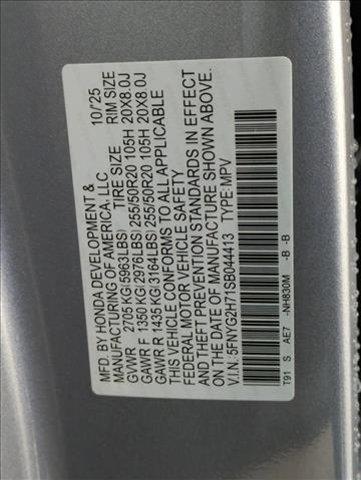 MFD. BY HONDA DEVELOPMENT & 10/25
MANUFACTURING OF AMERICA, LLC
TIRE SIZE RIM SIZE
GVWR 2705 KG(5963LBS)
GAWR F 1350 KG(2976LBS) 255/50R20 105H 20X8.0J
GAWR R 1435 KG(3164LBS) 255/50R20 105H 20X8.0J
THIS VEHICLE CONFORMS TO ALL APPLICABLE
FEDERAL MOTOR VEHICLE SAFETY
AND THEFT PREVENTION STANDARDS IN EFFECT
ON THE DATE OF MANUFACTURE SHOWN ABOVE.
V.I.N.: 5FNYG2H71SB044413 TYPE:MPV
T91 S AE7 -NH830M -B -B